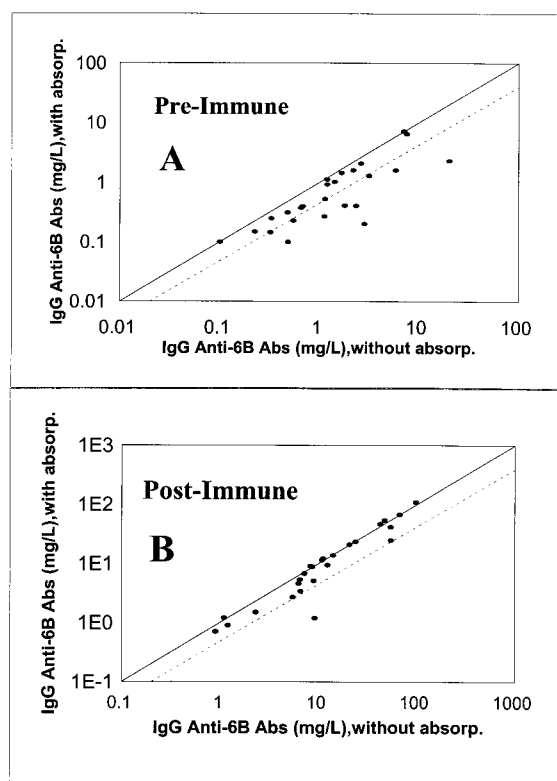 100
Pre-Immune
10
A
1
0.1
0.01
0.01 0.1 1 10 100
IgG Anti-6B Abs (mg/L),with absorp.
IgG Anti-6B Abs (mg/L),without absorp.
1E3
Post-Immune
1E2
B
1E1
1E0
1E-1
0.1 1 10 100 1000
IgG Anti-6B Abs (mg/L),with absorp.
IgG Anti-6B Abs (mg/L),without absorp.